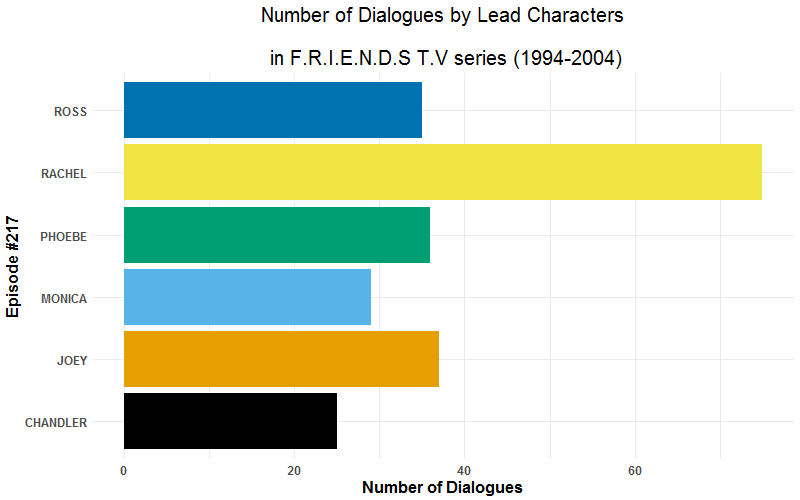 Number of Dialogues by Lead Characters
in F.R.I.E.N.D.S T.V series (1994-2004)
Episode #217
ROSS
RACHEL
PHOEBE
MONICA
JOEY
CHANDLER
0 20 40 60
Number of Dialogues